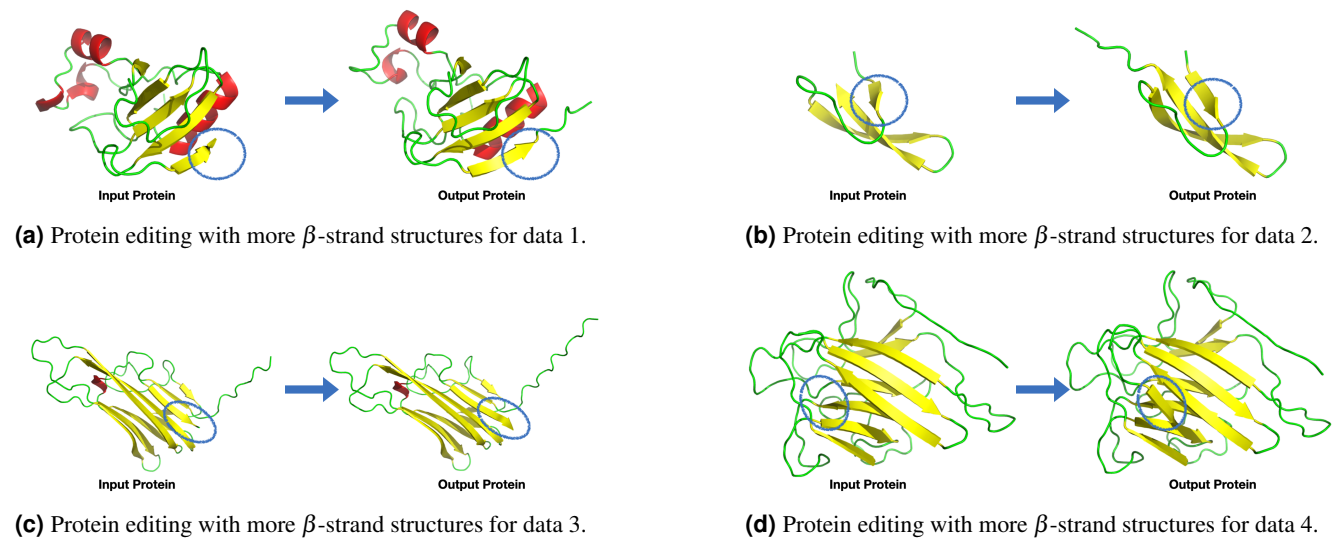 Input Protein
Output Protein
Input Protein
Output Protein
(a) Protein editing with more β-strand structures for data 1.
(b) Protein editing with more β-strand structures for data 2.
Input Protein
Output Protein
Input Protein
Output Protein
(c) Protein editing with more β-strand structures for data 3.
(d) Protein editing with more β-strand structures for data 4.